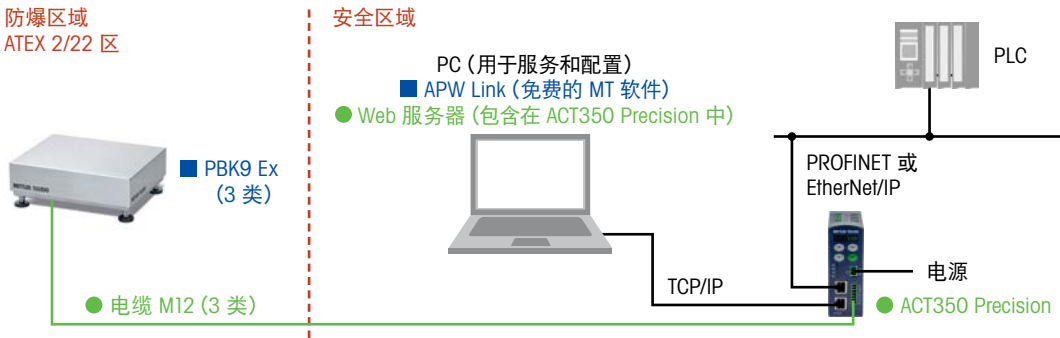 防爆区域
ATEX 2/22 区
安全区域
PC（用于服务和配置）
APW Link（免费的 MT 软件）
Web 服务器（包含在 ACT350 Precision 中）
PLC
PBK9 Ex
（3 类）
PROFINET 或
EtherNet/IP
METTLER TOLEDO
电缆 M12（3 类）
TCP/IP
电源
ACT350 Precision